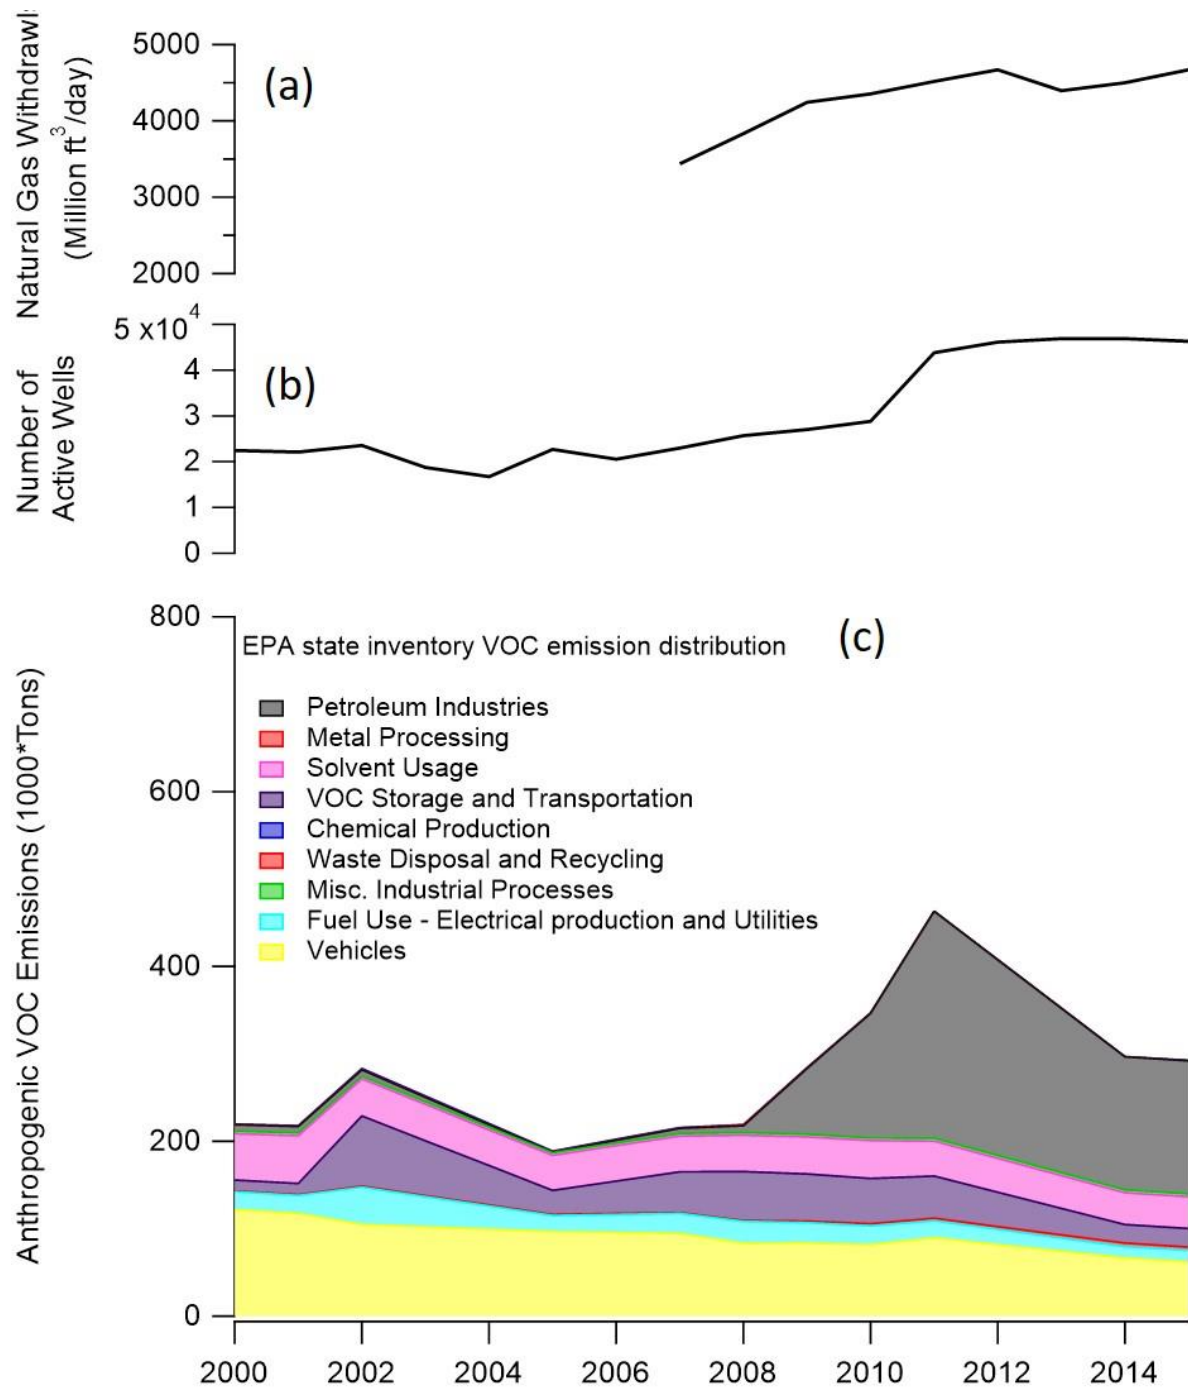 Natural Gas Withdrawls
(Million ft³/day)
5000
4000
3000
2000
(a)
Number of
Active Wells
5 x10⁴
4
3
2
1
0
(b)
Anthropogenic VOC Emissions (1000*Tons)
800
600
400
200
0
EPA state inventory VOC emission distribution
(c)
Petroleum Industries
Metal Processing
Solvent Usage
VOC Storage and Transportation
Chemical Production
Waste Disposal and Recycling
Misc. Industrial Processes
Fuel Use - Electrical production and Utilities
Vehicles
2000 2002 2004 2006 2008 2010 2012 2014